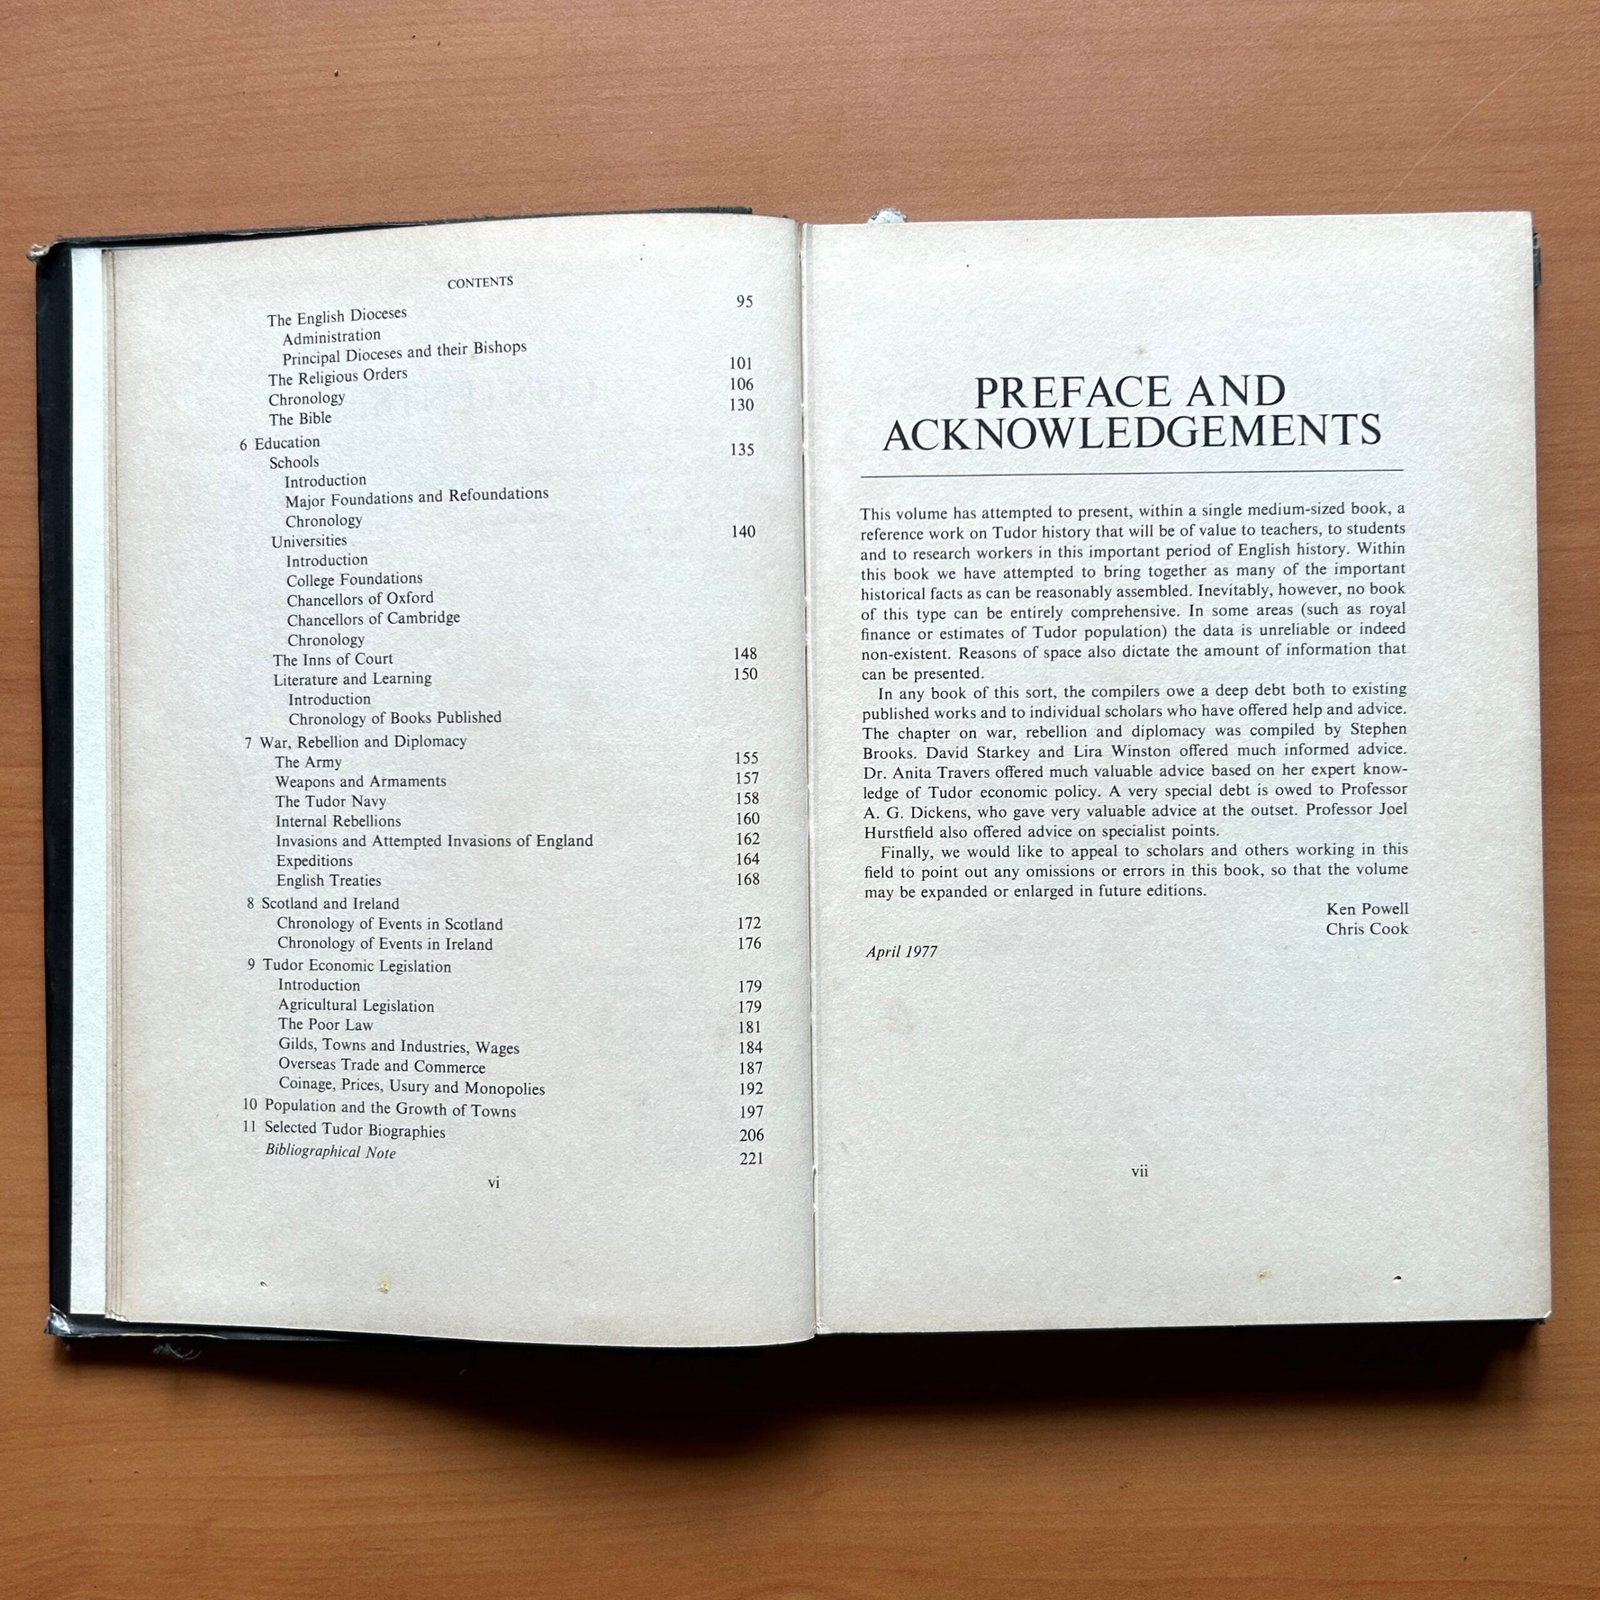 CONTENTS
The English Dioceses 95
Administration
Principal Dioceses and their Bishops
The Religious Orders 101
Chronology 106
The Bible 130
6 Education
Schools 135
Introduction
Major Foundations and Refoundations
Chronology
Universities 140
Introduction
College Foundations
Chancellors of Oxford
Chancellors of Cambridge
Chronology
The Inns of Court 148
Literature and Learning 150
Introduction
Chronology of Books Published
7 War, Rebellion and Diplomacy
The Army 155
Weapons and Armaments 157
The Tudor Navy 158
Internal Rebellions 160
Invasions and Attempted Invasions of England 162
Expeditions 164
English Treaties 168
8 Scotland and Ireland
Chronology of Events in Scotland 172
Chronology of Events in Ireland 176
9 Tudor Economic Legislation
Introduction 179
Agricultural Legislation 179
The Poor Law 181
Gilds, Towns and Industries, Wages 184
Overseas Trade and Commerce 187
Coinage, Prices, Usury and Monopolies 192
10 Population and the Growth of Towns 197
11 Selected Tudor Biographies 206
Bibliographical Note 221
vi
PREFACE AND
ACKNOWLEDGEMENTS
This volume has attempted to present, within a single medium-sized book, a
reference work on Tudor history that will be of value to teachers, to students
and to research workers in this important period of English history. Within
this book we have attempted to bring together as many of the important
historical facts as can be reasonably assembled. Inevitably, however, no book
of this type can be entirely comprehensive. In some areas (such as royal
finance or estimates of Tudor population) the data is unreliable or indeed
non-existent. Reasons of space also dictate the amount of information that
can be presented.
In any book of this sort, the compilers owe a deep debt both to existing
published works and to individual scholars who have offered help and advice.
The chapter on war, rebellion and diplomacy was compiled by Stephen
Brooks. David Starkey and Lira Winston offered much informed advice.
Dr. Anita Travers offered much valuable advice based on her expert know-
ledge of Tudor economic policy. A very special debt is owed to Professor
A. G. Dickens, who gave very valuable advice at the outset. Professor Joel
Hurstfield also offered advice on specialist points.
Finally, we would like to appeal to scholars and others working in this
field to point out any omissions or errors in this book, so that the volume
may be expanded or enlarged in future editions.
Ken Powell
Chris Cook
April 1977
vii